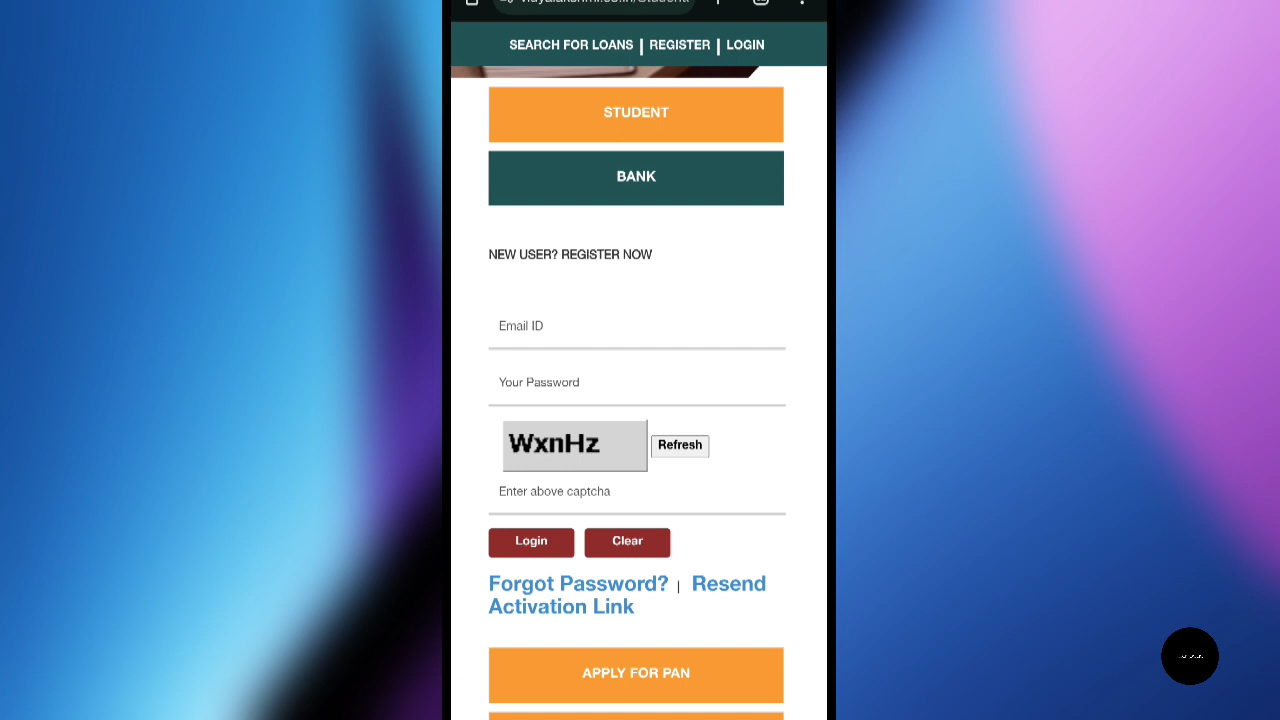 SEARCH FOR LOANS | REGISTER | LOGIN
STUDENT
BANK
NEW USER? REGISTER NOW
Email ID
Your Password
WxnHz
Refresh
Enter above captcha
Login Clear
Forgot Password? | Resend
Activation Link
APPLY FOR PAN